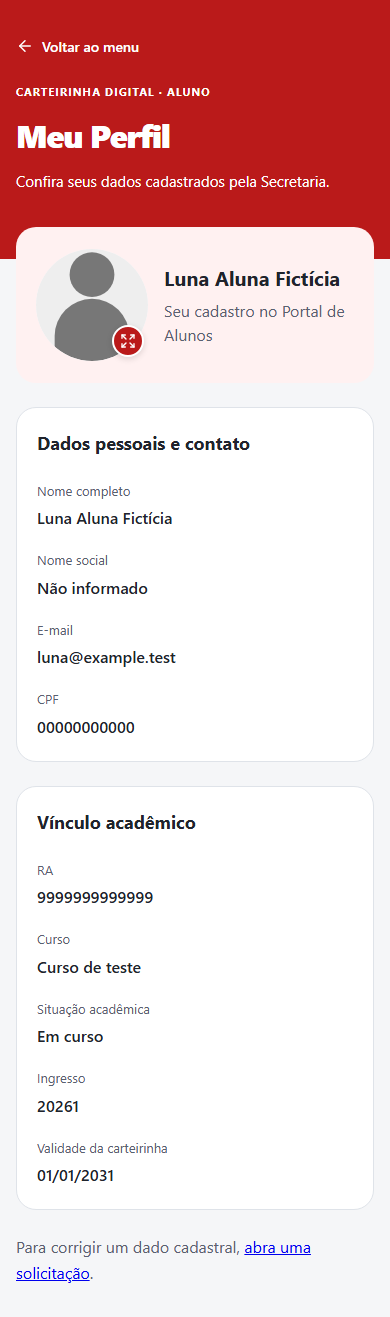 Voltar ao menu
CARTEIRINHA DIGITAL · ALUNO
Meu Perfil
Confira seus dados cadastrados pela Secretaria.
Luna Aluna Fictícia
Seu cadastro no Portal de
Alunos
Dados pessoais e contato
Nome completo
Luna Aluna Fictícia
Nome social
Não informado
E-mail
luna@example.test
CPF
00000000000
Vínculo acadêmico
RA
9999999999999
Curso
Curso de teste
Situação acadêmica
Em curso
Ingresso
20261
Validade da carteirinha
01/01/2031
Para corrigir um dado cadastral, abra uma
solicitação.